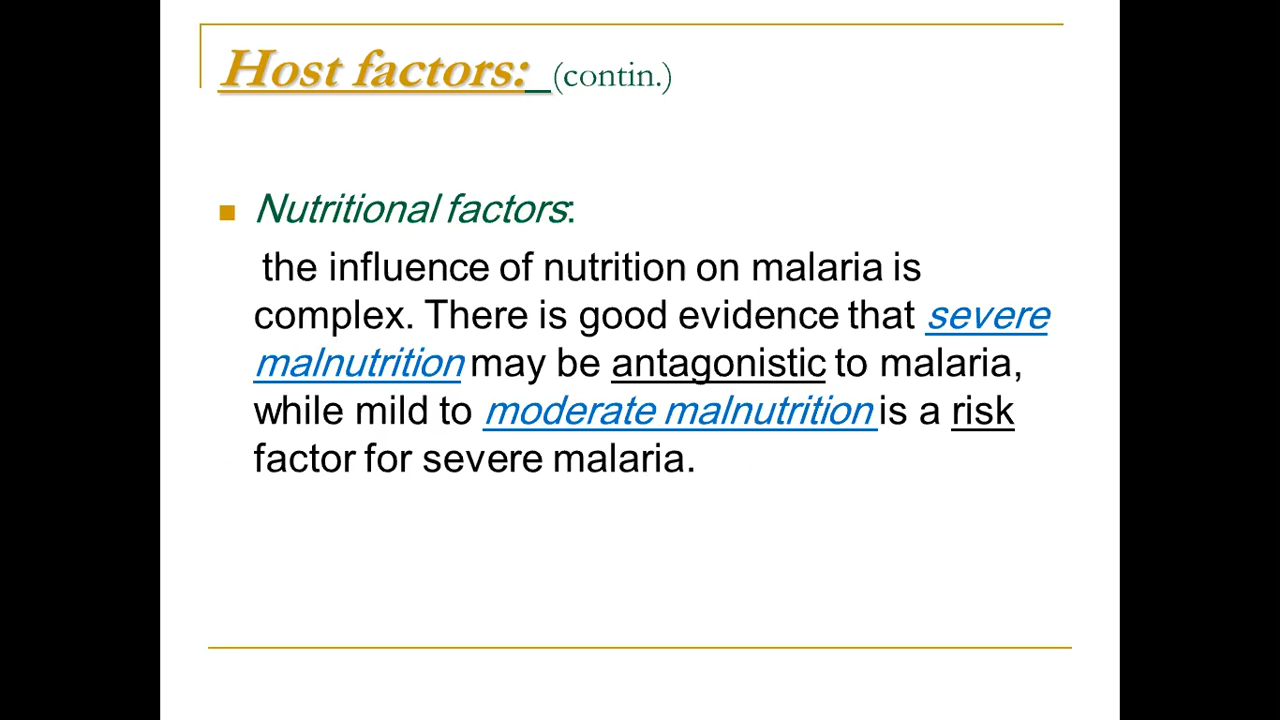 Host factors: (contin.)
Nutritional factors:
the influence of nutrition on malaria is
complex. There is good evidence that severe
malnutrition may be antagonistic to malaria,
while mild to moderate malnutrition is a risk
factor for severe malaria.